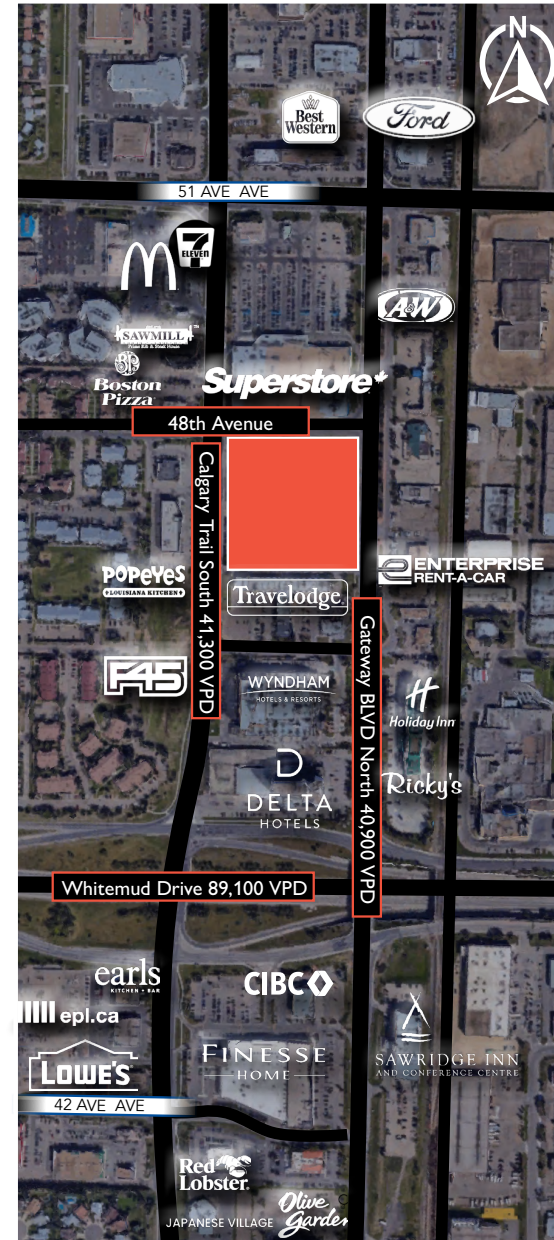 N
Best
Western
Ford
51 AVE AVE
7
ELEVEN
SAWMILL
Prime Rib & Steak House
BP
Boston
Pizza
A&W
Superstore
48th Avenue
Calgary Trail South 41,300 VPD
POPEYES
LOUISIANA KITCHEN
Travelodge
ENTERPRISE
RENT-A-CAR
F45
WYNDHAM
HOTELS & RESORTS
Gateway BLVD North 40,900 VPD
H
Holiday Inn
D
DELTA
HOTELS
Ricky's
Whitemud Drive 89,100 VPD
earls
KITCHEN + BAR
CIBC
epl.ca
LOWE'S
FINESSE
HOME
SAWRIDGE INN
AND CONFERENCE CENTRE
42 AVE AVE
Red
Lobster
JAPANESE VILLAGE
Olive
Garden